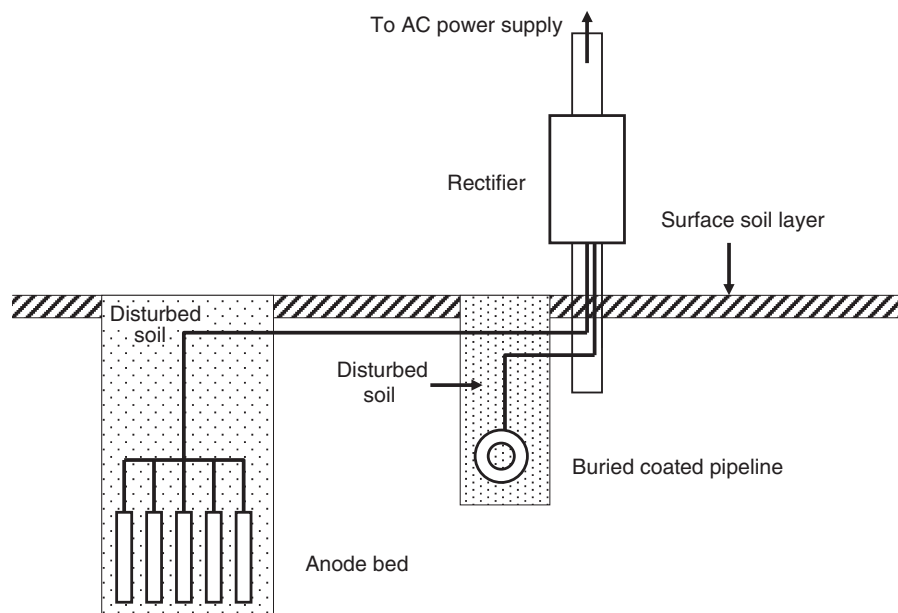 To AC power supply
Rectifier
Surface soil layer
Disturbed
soil
Disturbed
soil
Buried coated pipeline
Anode bed